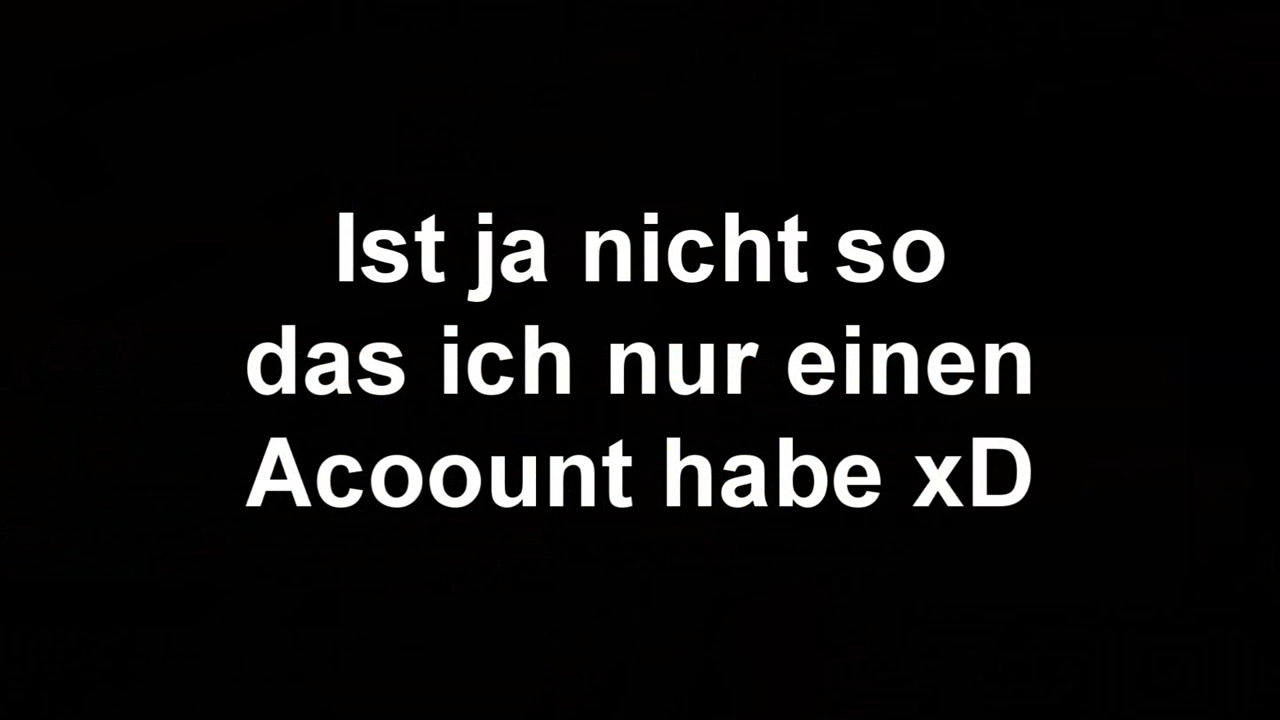 Ist ja nicht so
das ich nur einen
Acoount habe xD